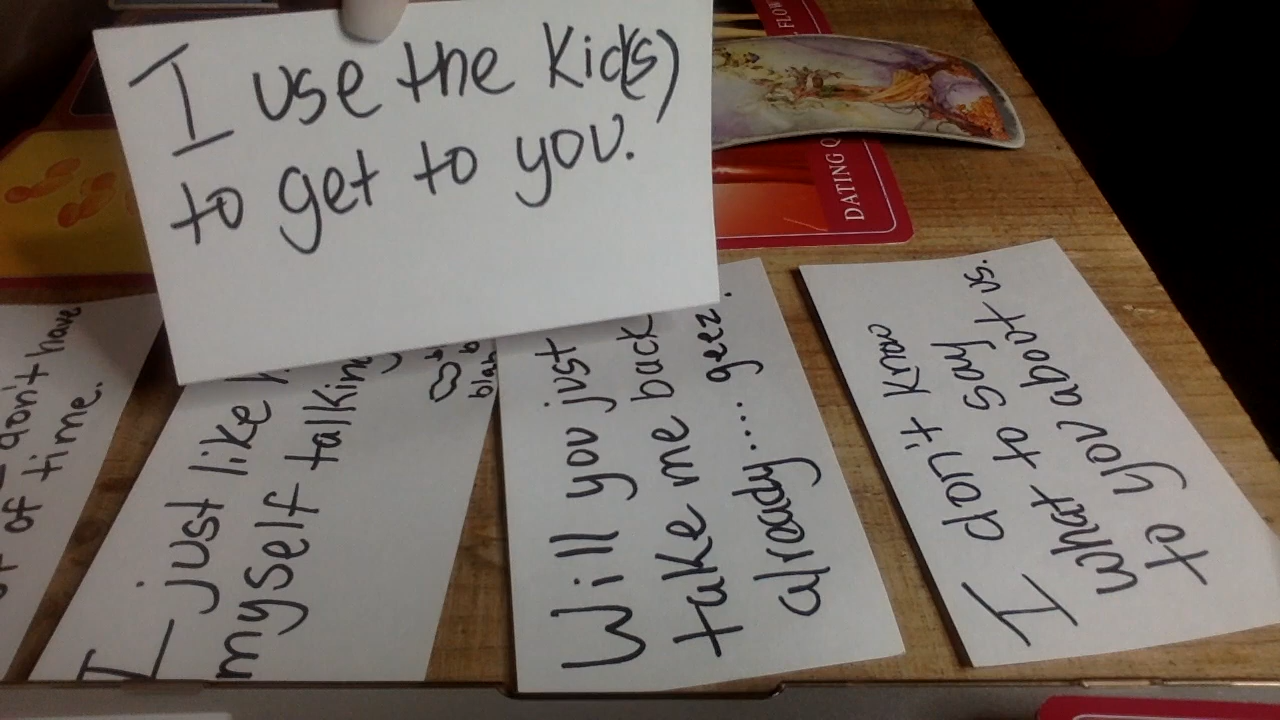 I use the Kid(s)
to get to you.
FLOW
DATING Q
don't have
of time.
I just like
myself talking
blah
Will you just
take me back
already.... geez.
I don't know
what to say
to you about us.